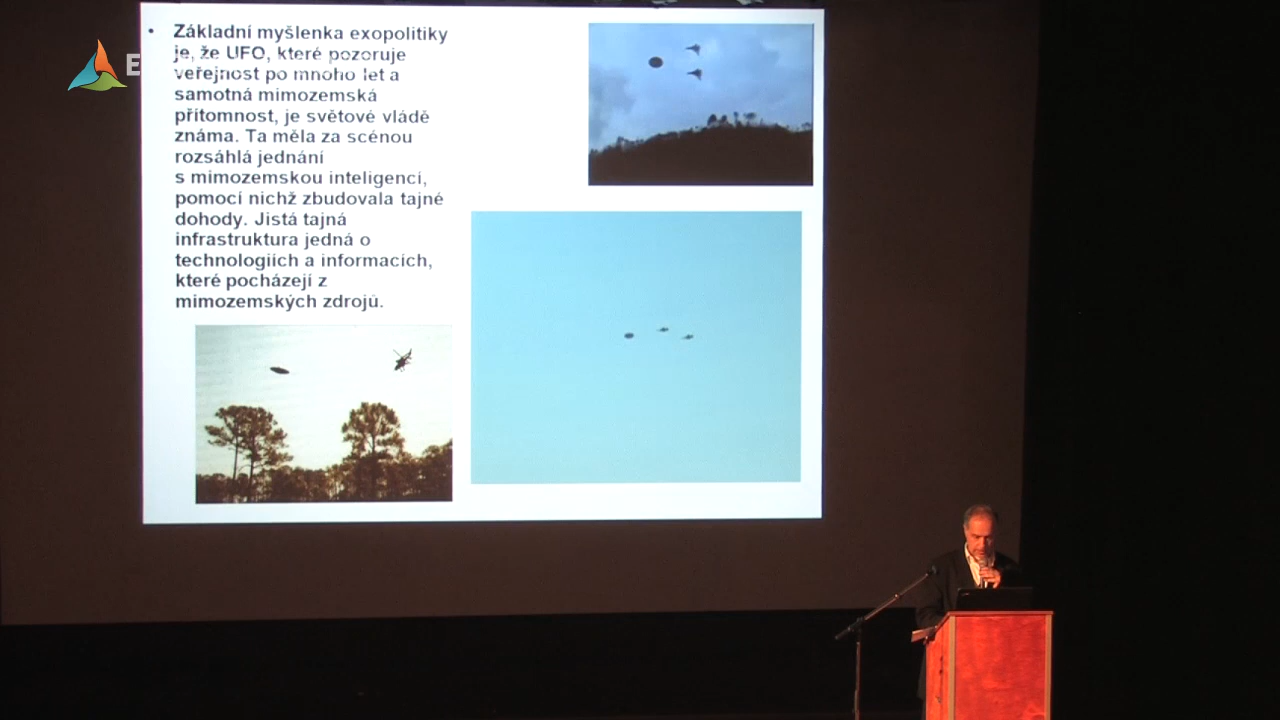 • Základní myšlenka exopolitiky
je, že UFO, které pozoruje
veřejnost po mnoho let a
samotná mimozemská
přítomnost, je světové vládě
známa. Ta měla za scénou
rozsáhlá jednání
s mimozemskou inteligencí,
pomocí nichž zbudovala tajné
dohody. Jistá tajná
infrastruktura jedná o
technologiích a informacích,
které pocházejí z
mimozemských zdrojů.